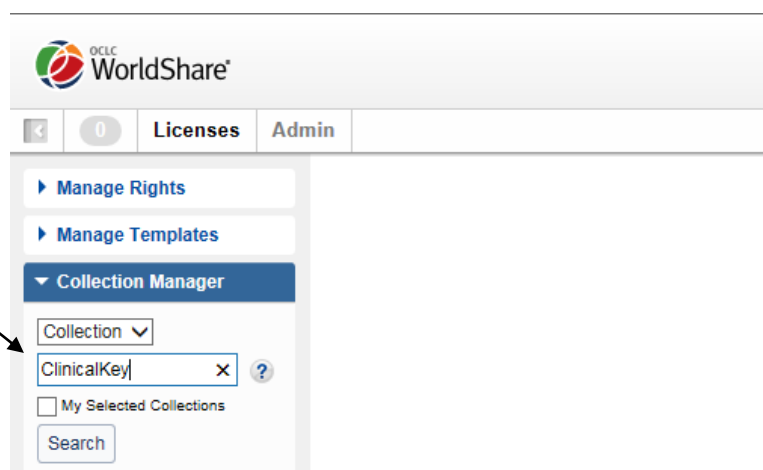 OCLC
WorldShare®
0 Licenses Admin
Manage Rights
Manage Templates
Collection Manager
Collection
ClinicalKey
?
My Selected Collections
Search